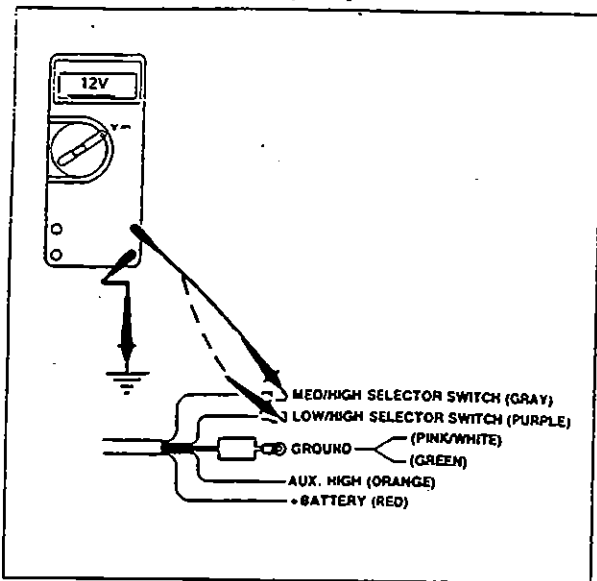 12V
V
MED/HIGH SELECTOR SWITCH (GRAY)
LOW/HIGH SELECTOR SWITCH (PURPLE)
GROUND
(PINK/WHITE)
(GREEN)
AUX. HIGH (ORANGE)
+BATTERY (RED)